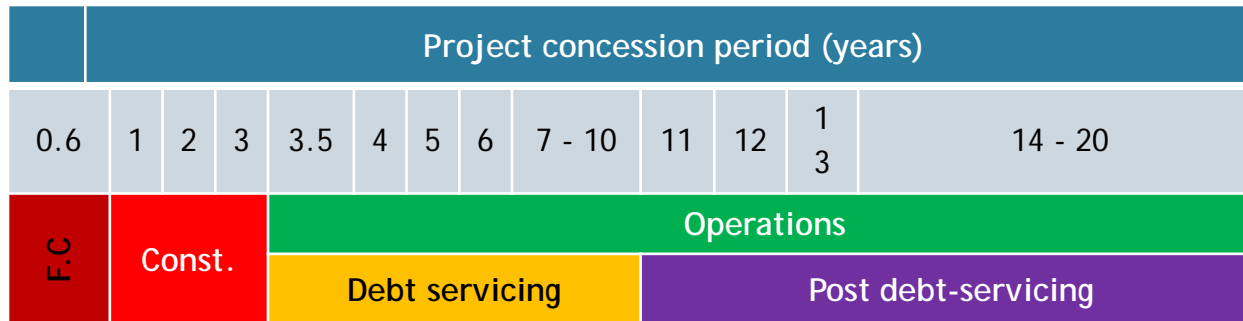 Project concession period (years)
0.6 1 2 3 3.5 4 5 6 7 - 10 11 12 1 14 - 20
3
F.C Const. Operations
Debt servicing Post debt-servicing